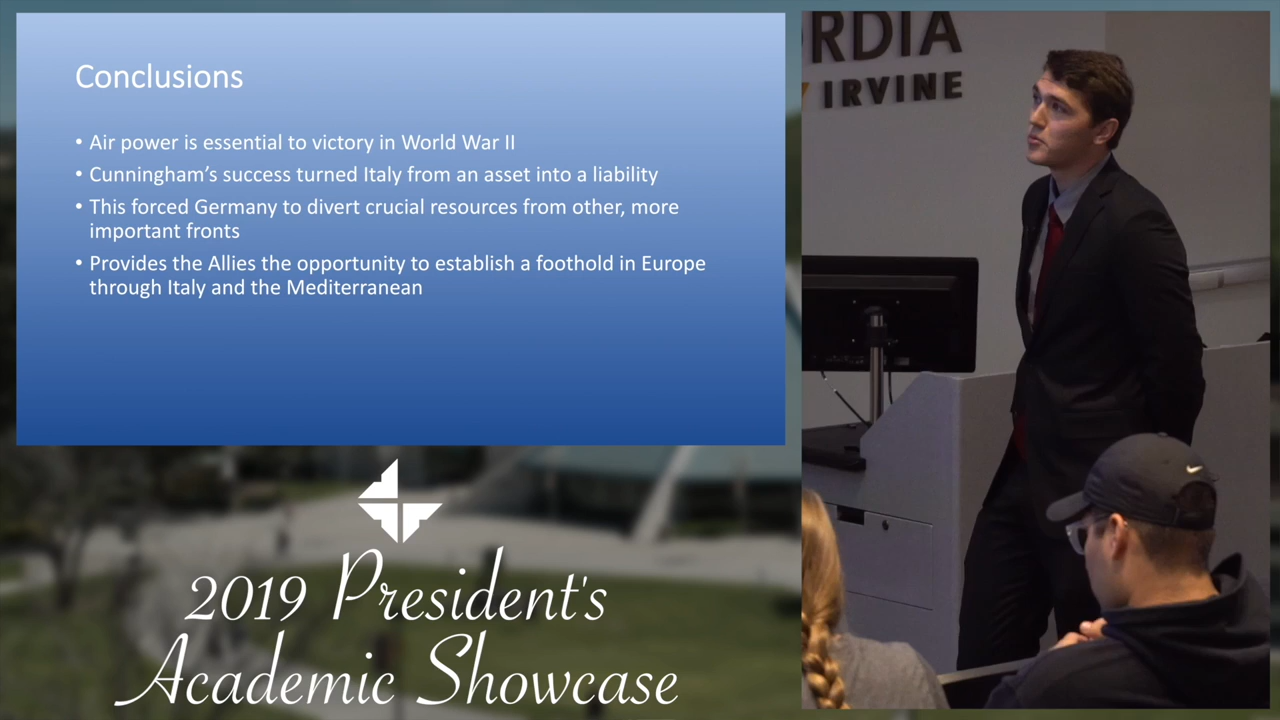 Conclusions
• Air power is essential to victory in World War II
• Cunningham's success turned Italy from an asset into a liability
• This forced Germany to divert crucial resources from other, more
important fronts
• Provides the Allies the opportunity to establish a foothold in Europe
through Italy and the Mediterranean
RDIA
IRVINE
2019 President's
Academic Showcase